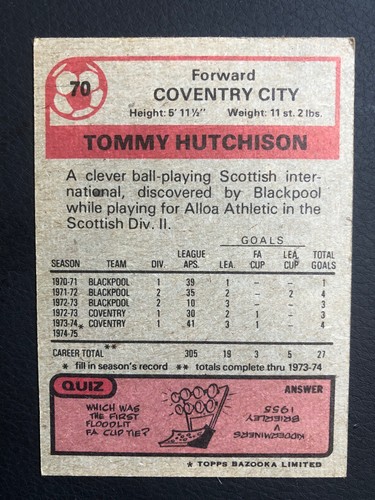 70
Forward
COVENTRY CITY
Height: 5' 11½" Weight: 11 st. 2 lbs.
TOMMY HUTCHISON
A clever ball-playing Scottish inter-
national, discovered by Blackpool
while playing for Alloa Athletic in the
Scottish Div. II.
GOALS
SEASON TEAM DIV. LEAGUE APS. LEA. FA CUP LEA. CUP TOTAL GOALS
1970-71 BLACKPOOL 1 39 1 – – 1
1971-72 BLACKPOOL 2 35 2 – 2 4
1972-73 BLACKPOOL 2 10 3 – – 3
1972-73 COVENTRY 1 30 2 1 – 3
1973-74 COVENTRY 1 41 3 1 – 4
1974-75 *
CAREER TOTAL ** 305 19 3 5 27
* fill in season's record ** totals complete thru 1973-74
QUIZ
WHICH WAS
THE FIRST
FLOODLIT
FA CUP TIE?
ANSWER
KIDDERMINSTER
V
BRIERLEY
1955
* TOPPS BAZOOKA LIMITED